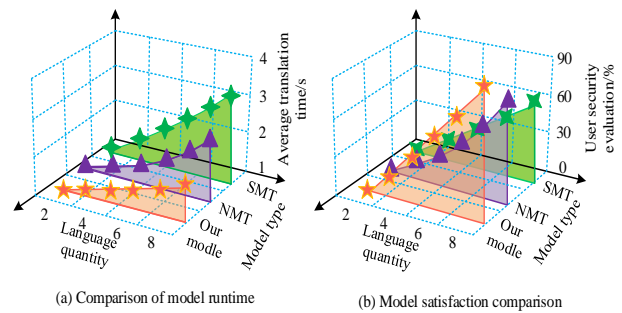 4
3
2
1
Average translation
time/s
2
4
6
8
Language
quantity
SMT
NMT
Our
modle
Model type
(a) Comparison of model runtime
90
60
30
0
User security
evaluation/%
2
4
6
8
Language
quantity
SMT
NMT
Our
modle
Model type
(b) Model satisfaction comparison